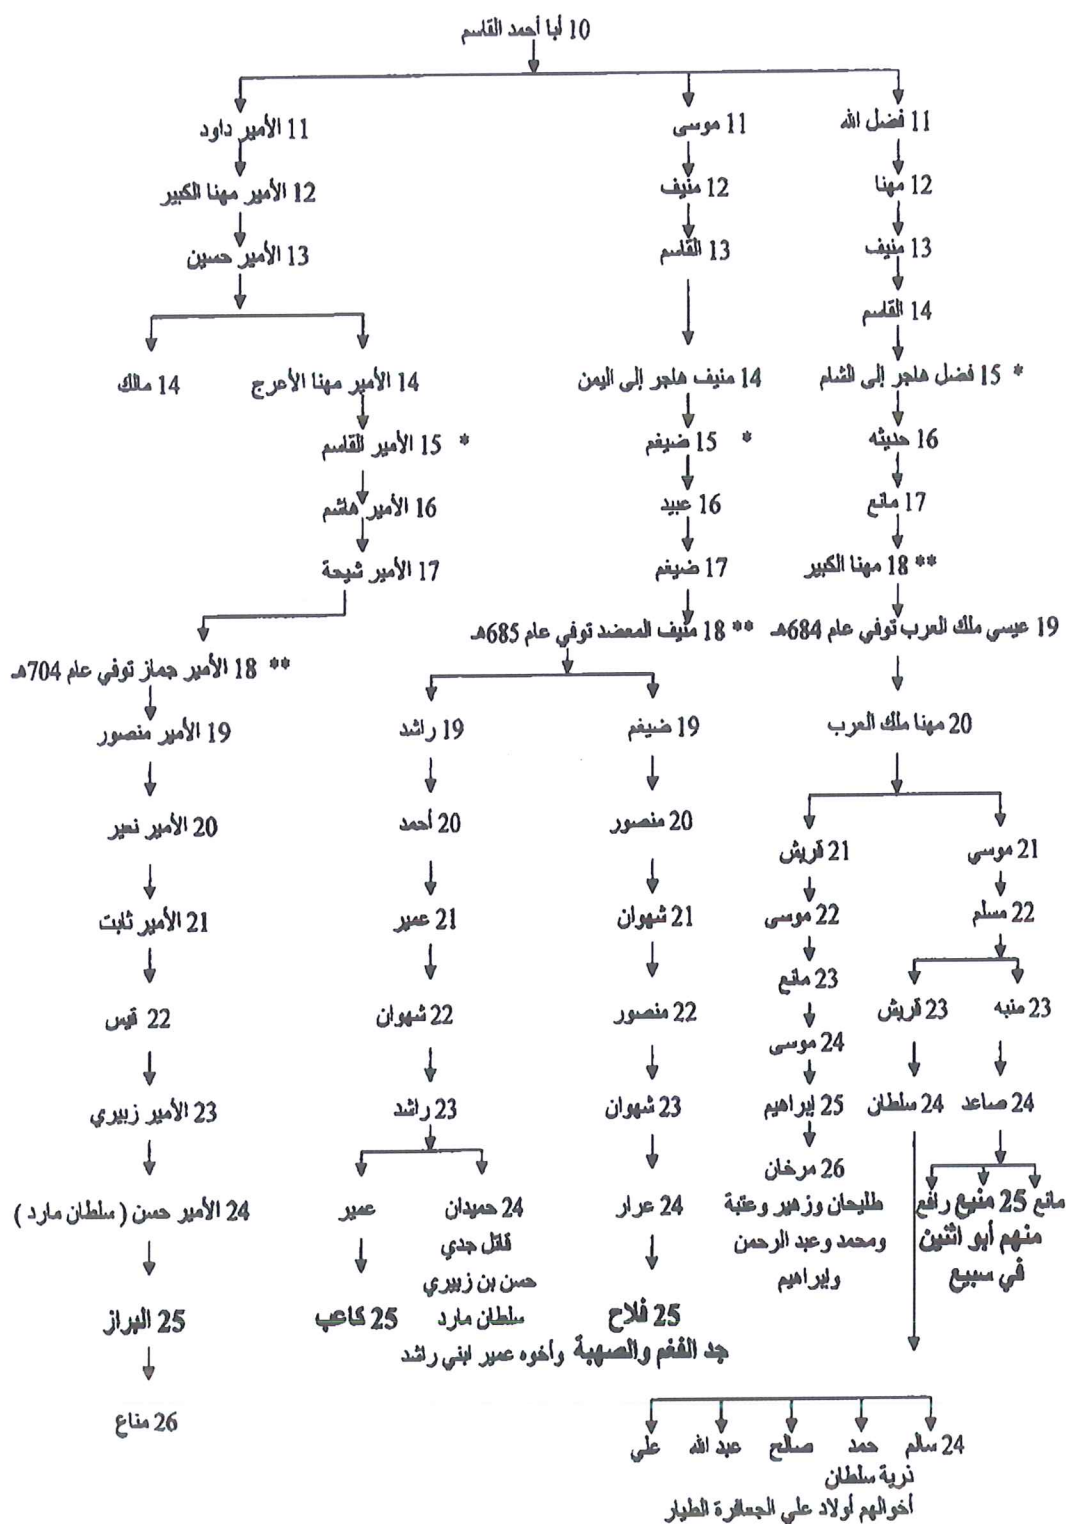 10 أبا أحمد القاسم
11 فضل الله
11 موسى
11 الأمير داود
12 مهنا
12 منيف
12 الأمير مهنا الكبير
13 منيف
13 القاسم
13 الأمير حسين
14 القاسم
* 15 فضل هاجر إلى الشام
14 منيف هاجر إلى اليمن
14 الأمير مهنا الأعرج
14 مالك
16 حديثه
* 15 ضيغم
* 15 الأمير القاسم
17 مانع
16 عبيد
16 الأمير هاشم
** 18 مهنا الكبير
17 ضيغم
17 الأمير شيحة
19 عيسى ملك العرب توفي عام 684هـ
** 18 منيف المعضد توفي عام 685هـ
** 18 الأمير جماز توفي عام 704هـ
20 مهنا ملك العرب
19 ضيغم
19 راشد
19 الأمير منصور
21 موسي
21 قريش
20 منصور
20 أحمد
20 الأمير نعير
22 مسلم
22 موسى
21 شهوان
21 عمير
21 الأمير ثابت
23 مانع
23 منبه
23 قريش
22 منصور
22 شهوان
22 قيس
24 موسى
24 صاعد
24 سلطان
25 إبراهيم
23 شهوان
23 راشد
23 الأمير زبيري
26 مرخان
طليحان وزهير وعتبة
ومحمد وعبد الرحمن
وإبراهيم
مانع 25 منيع رافع
منهم أبو اثنين
في سبيع
24 عرار
24 حميدان
قاتل جدي
حسن بن زبيري
سلطان مارد
وأخوه عمير ابني راشد
عمير
24 الأمير حسن ( سلطان مارد )
25 فلاح
جد الفغم والصهبة
25 كاعب
25 البراز
26 مناع
24 سالم حمد صالح عبد الله علي
ذرية سلطان
أخوالهم أولاد علي الجعافرة الطيار